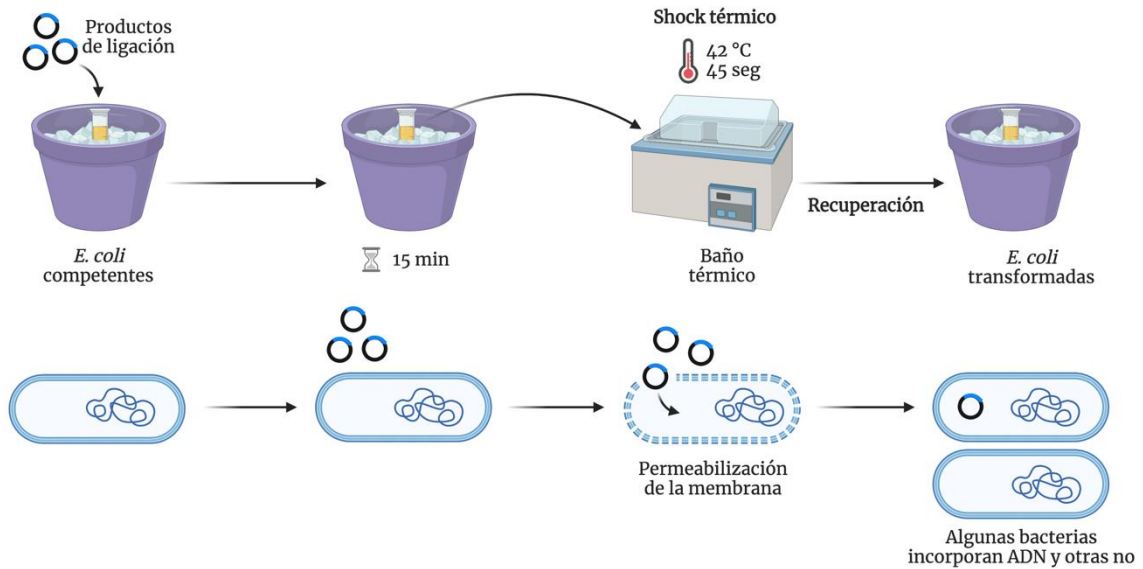 Productos
de ligación
Shock térmico
42 °C
45 seg
E. coli
competentes
15 min
Baño
térmico
Recuperación
E. coli
transformadas
Permeabilización
de la membrana
Algunas bacterias
incorporan ADN y otras no